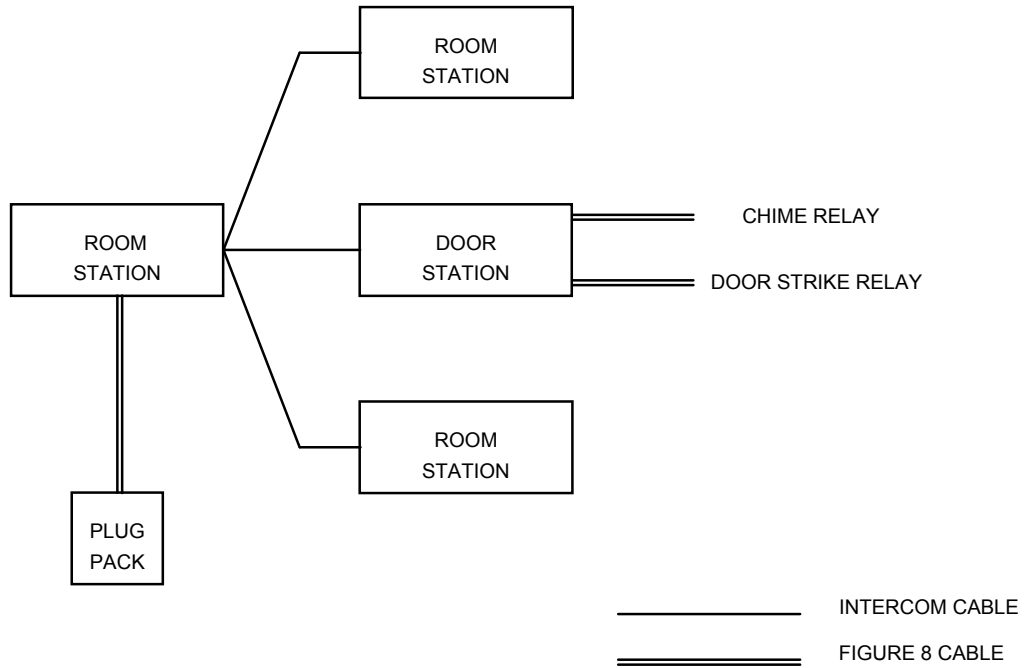 ROOM
STATION
ROOM
STATION
DOOR
STATION
CHIME RELAY
DOOR STRIKE RELAY
ROOM
STATION
PLUG
PACK
INTERCOM CABLE
FIGURE 8 CABLE